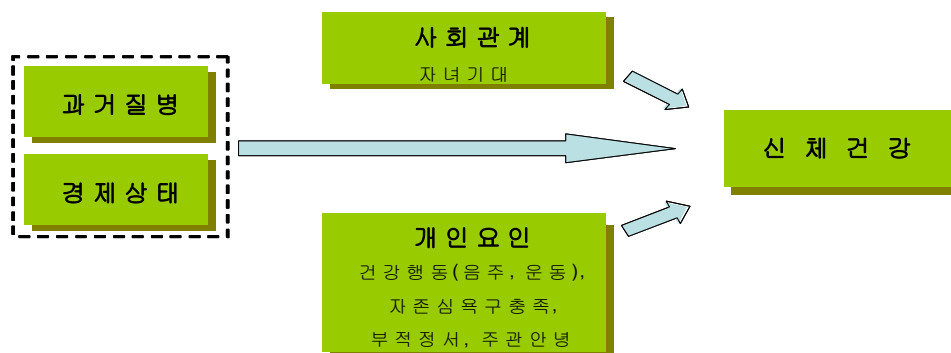 과거질병
경제상태
사회관계
자녀기대
개인요인
건강행동(음주, 운동),
자존심욕구충족,
부적정서, 주관안녕
신체건강